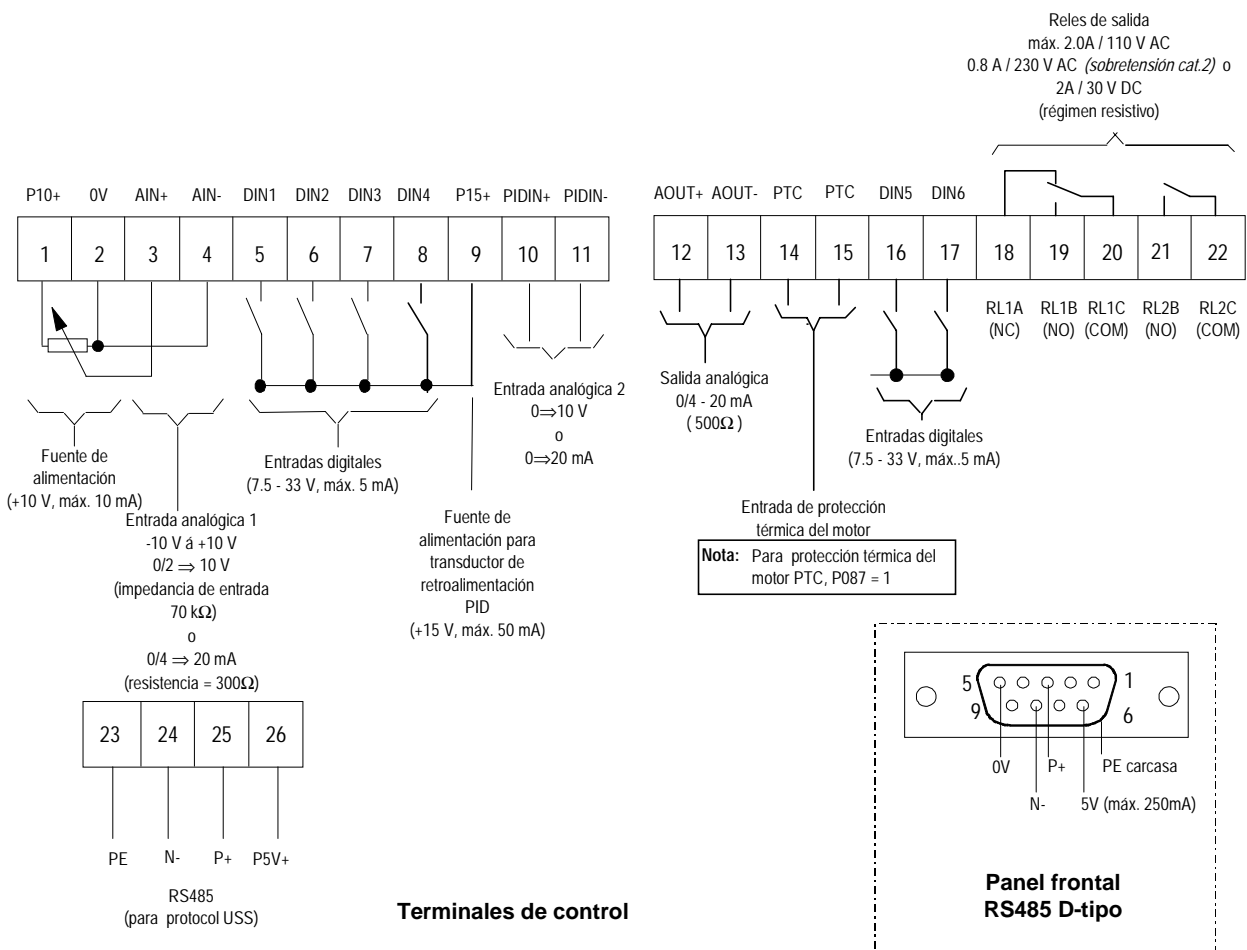 Reles de salida
máx. 2.0A / 110 V AC
0.8 A / 230 V AC (sobretensión cat.2) o
2A / 30 V DC
(régimen resistivo)
P10+ 0V AIN+ AIN- DIN1 DIN2 DIN3 DIN4 P15+ PIDIN+ PIDIN-
1 2 3 4 5 6 7 8 9 10 11
AOUT+ AOUT- PTC PTC DIN5 DIN6
12 13 14 15 16 17 18 19 20 21 22
RL1A RL1B RL1C RL2B RL2C
(NC) (NO) (COM) (NO) (COM)
Fuente de
alimentación
(+10 V, máx. 10 mA)
Entrada analógica 1
-10 V á +10 V
0/2 ⇒ 10 V
(impedancia de entrada
70 kΩ)
o
0/4 ⇒ 20 mA
(resistencia = 300Ω)
Entradas digitales
(7.5 - 33 V, máx. 5 mA)
Fuente de
alimentación para
transductor de
retroalimentación
PID
(+15 V, máx. 50 mA)
Entrada analógica 2
0⇒10 V
o
0⇒20 mA
Salida analógica
0/4 - 20 mA
( 500Ω )
Entrada de protección
térmica del motor
Nota: Para protección térmica del
motor PTC, P087 = 1
Entradas digitales
(7.5 - 33 V, máx..5 mA)
23 24 25 26
PE N- P+ P5V+
RS485
(para protocol USS)
Terminales de control
5 1
9 6
0V P+ PE carcasa
N- 5V (máx. 250mA)
Panel frontal
RS485 D-tipo